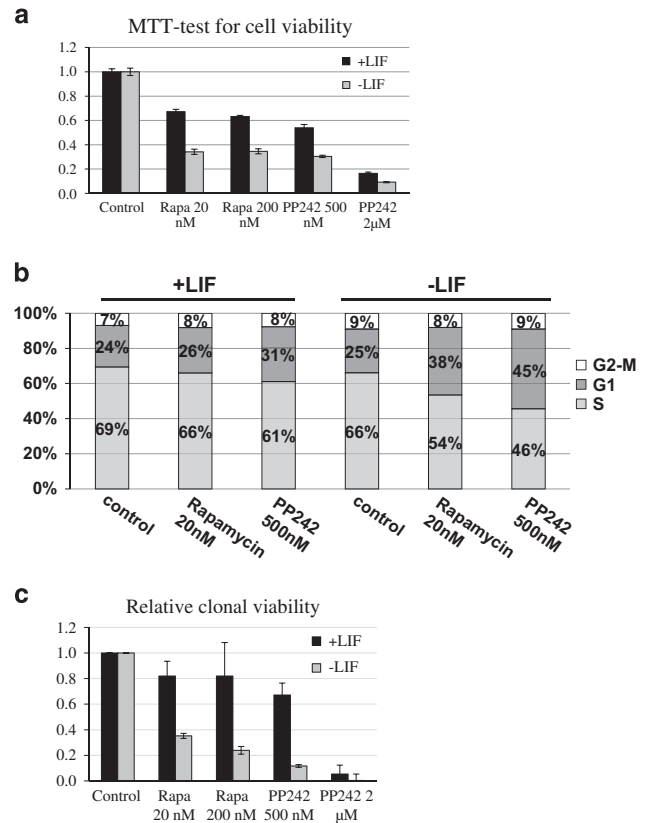 a
MTT-test for cell viability
1.2
1.0
0.8
0.6
0.4
0.2
0.0
+LIF
-LIF
Control Rapa 20 nM Rapa 200 nM PP242 500 nM PP242 2µM
b
+LIF -LIF
100%
80%
60%
40%
20%
0%
7% 8% 8% 9% 8% 9%
24% 26% 31% 25% 38% 45%
69% 66% 61% 66% 54% 46%
G2-M
G1
S
control Rapamycin 20nM PP242 500nM control Rapamycin 20nM PP242 500nM
c
Relative clonal viability
1.2
1.0
0.8
0.6
0.4
0.2
0.0
+LIF
-LIF
Control Rapa 20 nM Rapa 200 nM PP242 500 nM PP242 2 µM